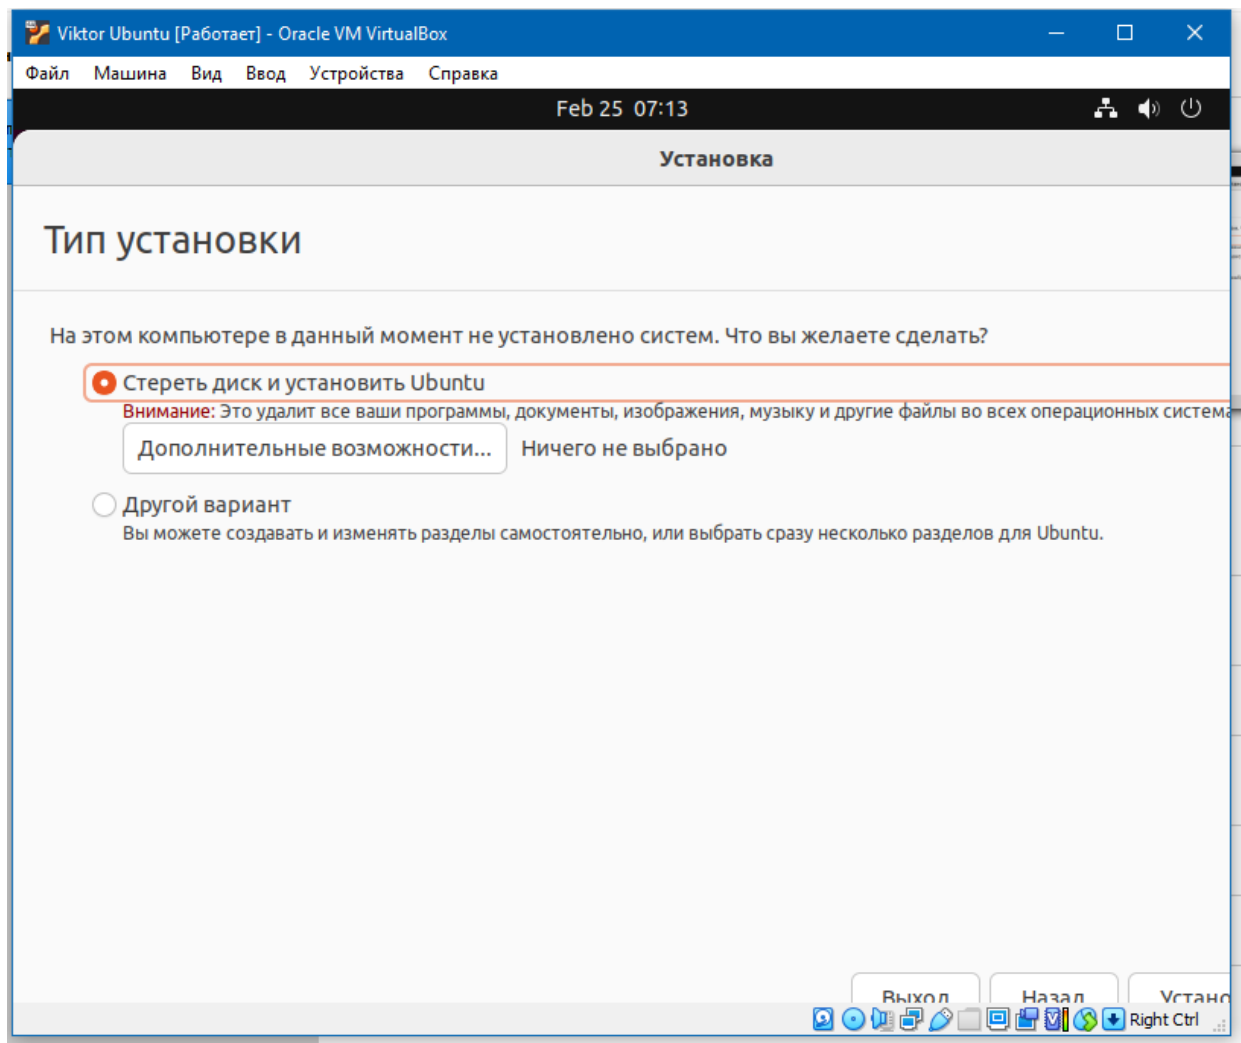 Viktor Ubuntu [Работает] - Oracle VM VirtualBox
Файл Машина Вид Ввод Устройства Справка
Feb 25 07:13
Установка
Тип установки
На этом компьютере в данный момент не установлено систем. Что вы желаете сделать?
Стереть диск и установить Ubuntu
Внимание: Это удалит все ваши программы, документы, изображения, музыку и другие файлы во всех операционных система
Дополнительные возможности... Ничего не выбрано
Другой вариант
Вы можете создавать и изменять разделы самостоятельно, или выбрать сразу несколько разделов для Ubuntu.
Выход Назад Устано
Right Ctrl